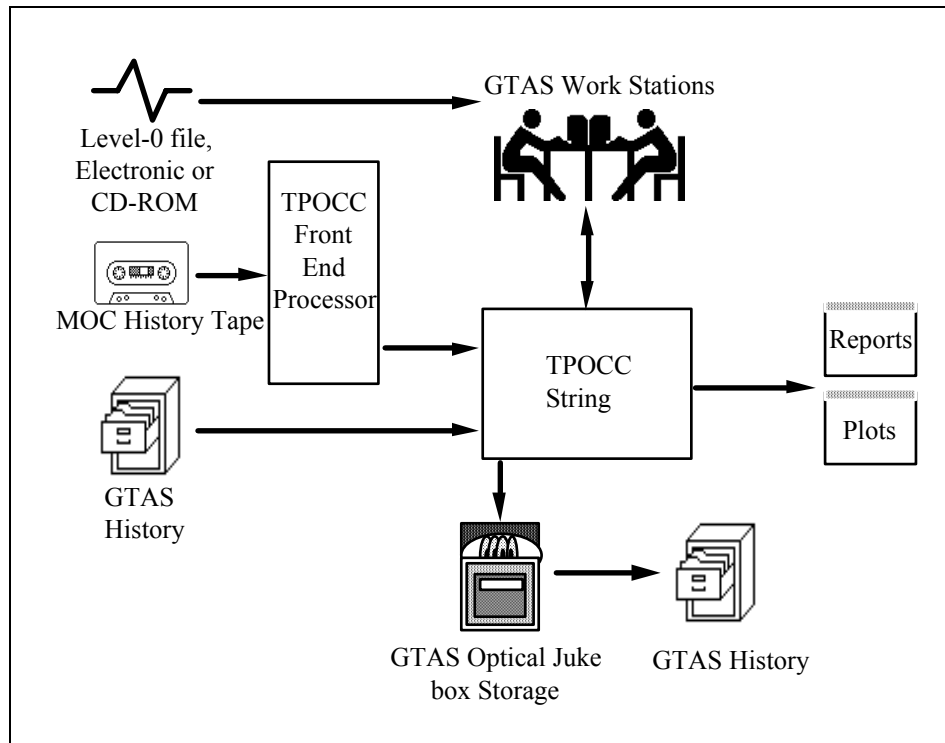 GTAS Work Stations
Level-0 file,
Electronic or
CD-ROM
TPOCC
Front
End
Processor
MOC History Tape
TPOCC
String
Reports
Plots
GTAS
History
GTAS Optical Juke
box Storage
GTAS History